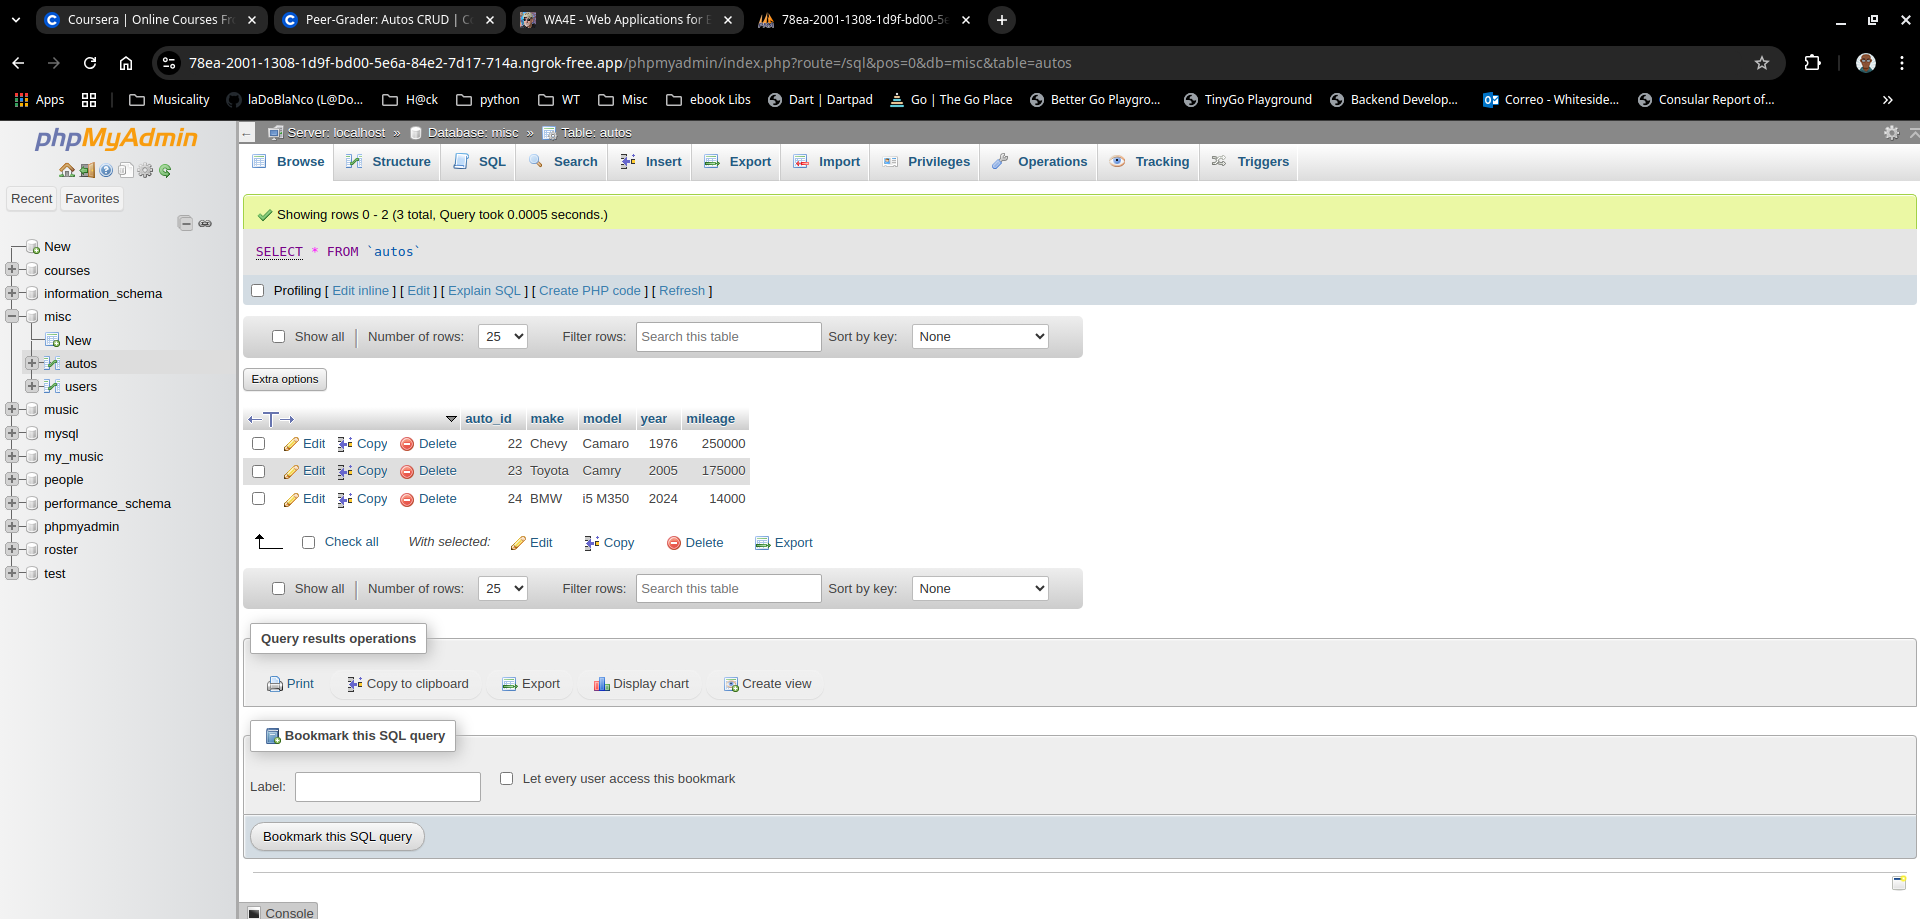 Coursera | Online Courses Fr
Peer-Grader: Autos CRUD | Co
WA4E - Web Applications for E
78ea-2001-1308-1d9f-bd00-5e
78ea-2001-1308-1d9f-bd00-5e6a-84e2-7d17-714a.ngrok-free.app/phpmyadmin/index.php?route=/sql&pos=0&db=misc&table=autos
Apps Musicality laDoBlaNco (L@Do... H@ck python WT Misc ebook Libs Dart | Dartpad Go | The Go Place Better Go Playgro... TinyGo Playground Backend Develop... Correo - Whiteside... Consular Report of... »
phpMyAdmin
Recent Favorites
New
courses
information_schema
misc
New
autos
users
music
mysql
my_music
people
performance_schema
phpmyadmin
roster
test
← Server: localhost » Database: misc » Table: autos
Browse Structure SQL Search Insert Export Import Privileges Operations Tracking Triggers
Showing rows 0 - 2 (3 total, Query took 0.0005 seconds.)
SELECT * FROM `autos`
Profiling [ Edit inline ] [ Edit ] [ Explain SQL ] [ Create PHP code ] [ Refresh ]
Show all Number of rows: 25 Filter rows: Search this table Sort by key: None
Extra options
←T→ auto_id make model year mileage
Edit Copy Delete 22 Chevy Camaro 1976 250000
Edit Copy Delete 23 Toyota Camry 2005 175000
Edit Copy Delete 24 BMW i5 M350 2024 14000
Check all With selected: Edit Copy Delete Export
Show all Number of rows: 25 Filter rows: Search this table Sort by key: None
Query results operations
Print Copy to clipboard Export Display chart Create view
Bookmark this SQL query
Label: Let every user access this bookmark
Bookmark this SQL query
Console